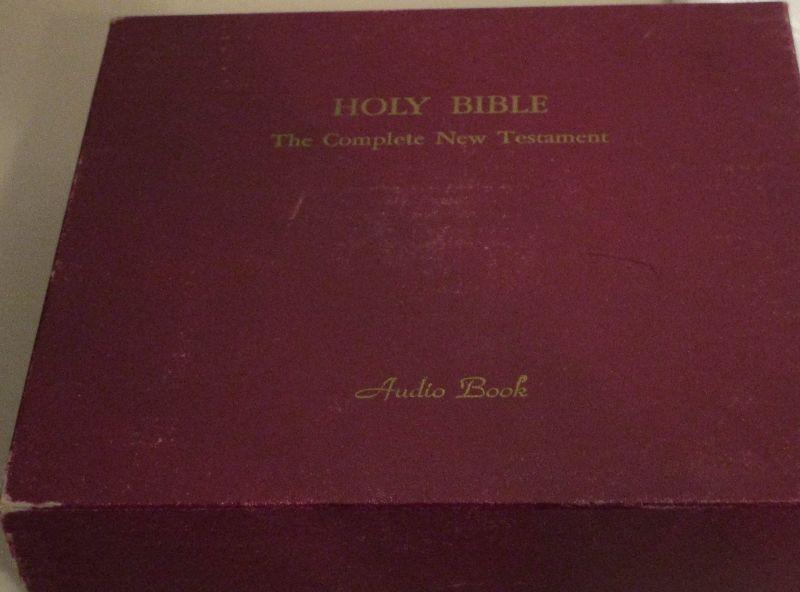 HOLY BIBLE
The Complete New Testament
Audio Book